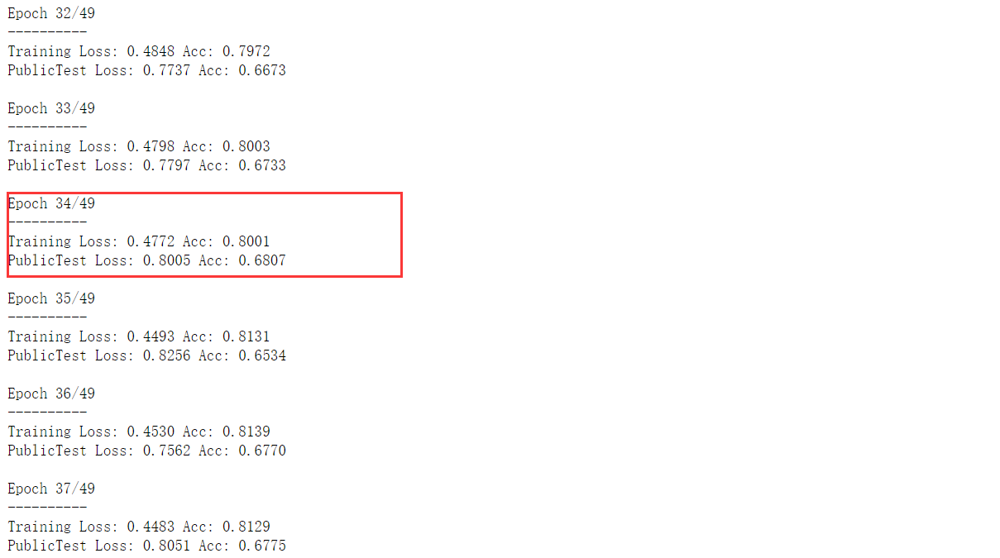 Epoch 32/49
----------
Training Loss: 0.4848 Acc: 0.7972
PublicTest Loss: 0.7737 Acc: 0.6673
Epoch 33/49
----------
Training Loss: 0.4798 Acc: 0.8003
PublicTest Loss: 0.7797 Acc: 0.6733
Epoch 34/49
----------
Training Loss: 0.4772 Acc: 0.8001
PublicTest Loss: 0.8005 Acc: 0.6807
Epoch 35/49
----------
Training Loss: 0.4493 Acc: 0.8131
PublicTest Loss: 0.8256 Acc: 0.6534
Epoch 36/49
----------
Training Loss: 0.4530 Acc: 0.8139
PublicTest Loss: 0.7562 Acc: 0.6770
Epoch 37/49
----------
Training Loss: 0.4483 Acc: 0.8129
PublicTest Loss: 0.8051 Acc: 0.6775